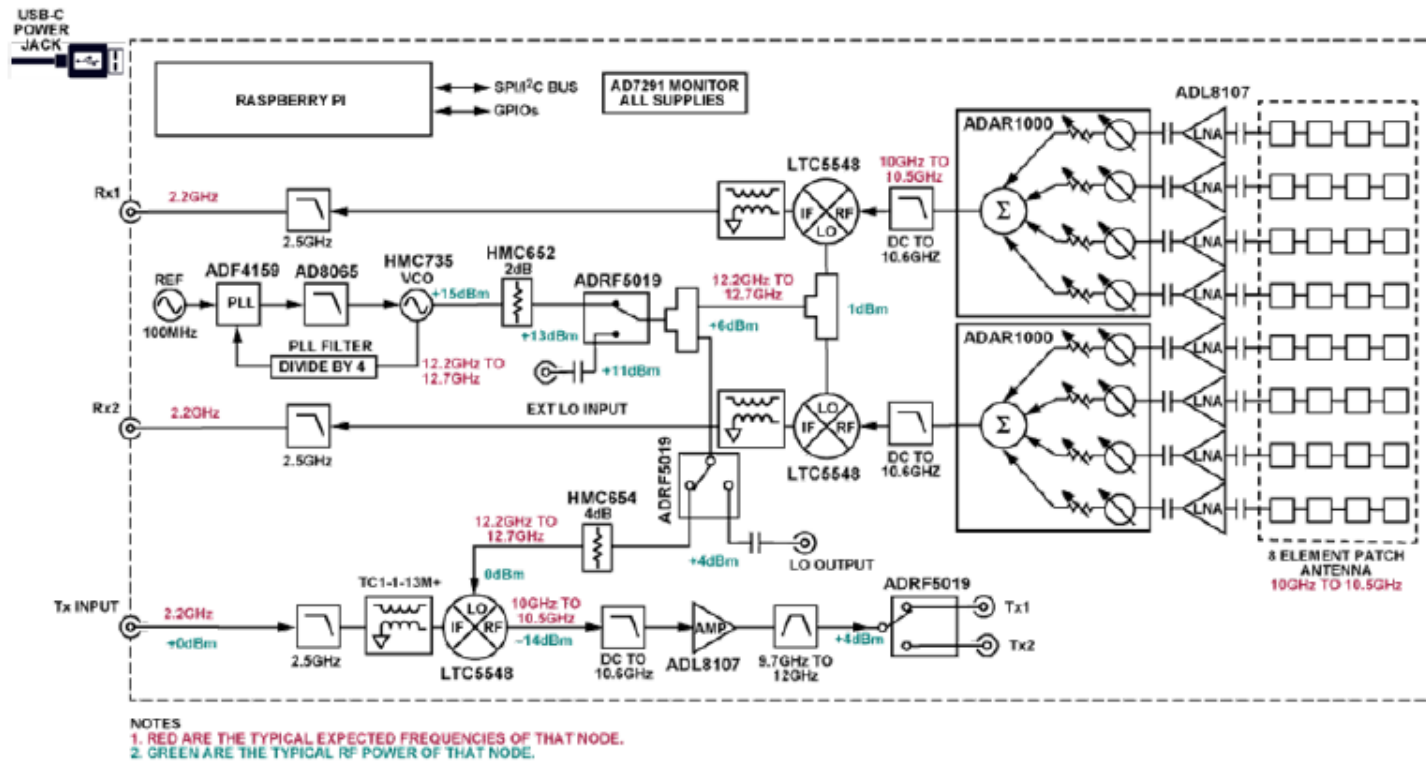 USB-C
POWER
JACK
RASPBERRY PI
SPI/I²C BUS
GPIOs
AD7291 MONITOR
ALL SUPPLIES
ADL8107
ADAR1000
LNA
LNA
LNA
LNA
Σ
10GHz TO
10.5GHz
LTC5548
IF
RF
LO
DC TO
10.6GHZ
Rx1
2.2GHz
2.5GHz
REF
100MHz
ADF4159
PLL
AD8065
HMC735
VCO
+15dBm
HMC652
2dB
ADRF5019
+13dBm
+11dBm
12.2GHz TO
12.7GHz
+6dBm
1dBm
PLL FILTER
DIVIDE BY 4
12.2GHz TO
12.7GHz
EXT LO INPUT
ADAR1000
LNA
LNA
LNA
LNA
Σ
Rx2
2.2GHz
2.5GHz
LO
IF
RF
LTC5548
DC TO
10.6GHZ
ADRF5019
HMC654
4dB
12.2GHz TO
12.7GHz
+4dBm
LO OUTPUT
0dBm
8 ELEMENT PATCH
ANTENNA
10GHz TO 10.5GHz
Tx INPUT
2.2GHz
+0dBm
2.5GHz
TC1-1-13M+
LO
IF
RF
LTC5548
10GHz TO
10.5GHz
–14dBm
DC TO
10.6GHz
AMP
ADL8107
9.7GHz TO
12GHz
+4dBm
ADRF5019
Tx1
Tx2
NOTES
1. RED ARE THE TYPICAL EXPECTED FREQUENCIES OF THAT NODE.
2. GREEN ARE THE TYPICAL RF POWER OF THAT NODE.